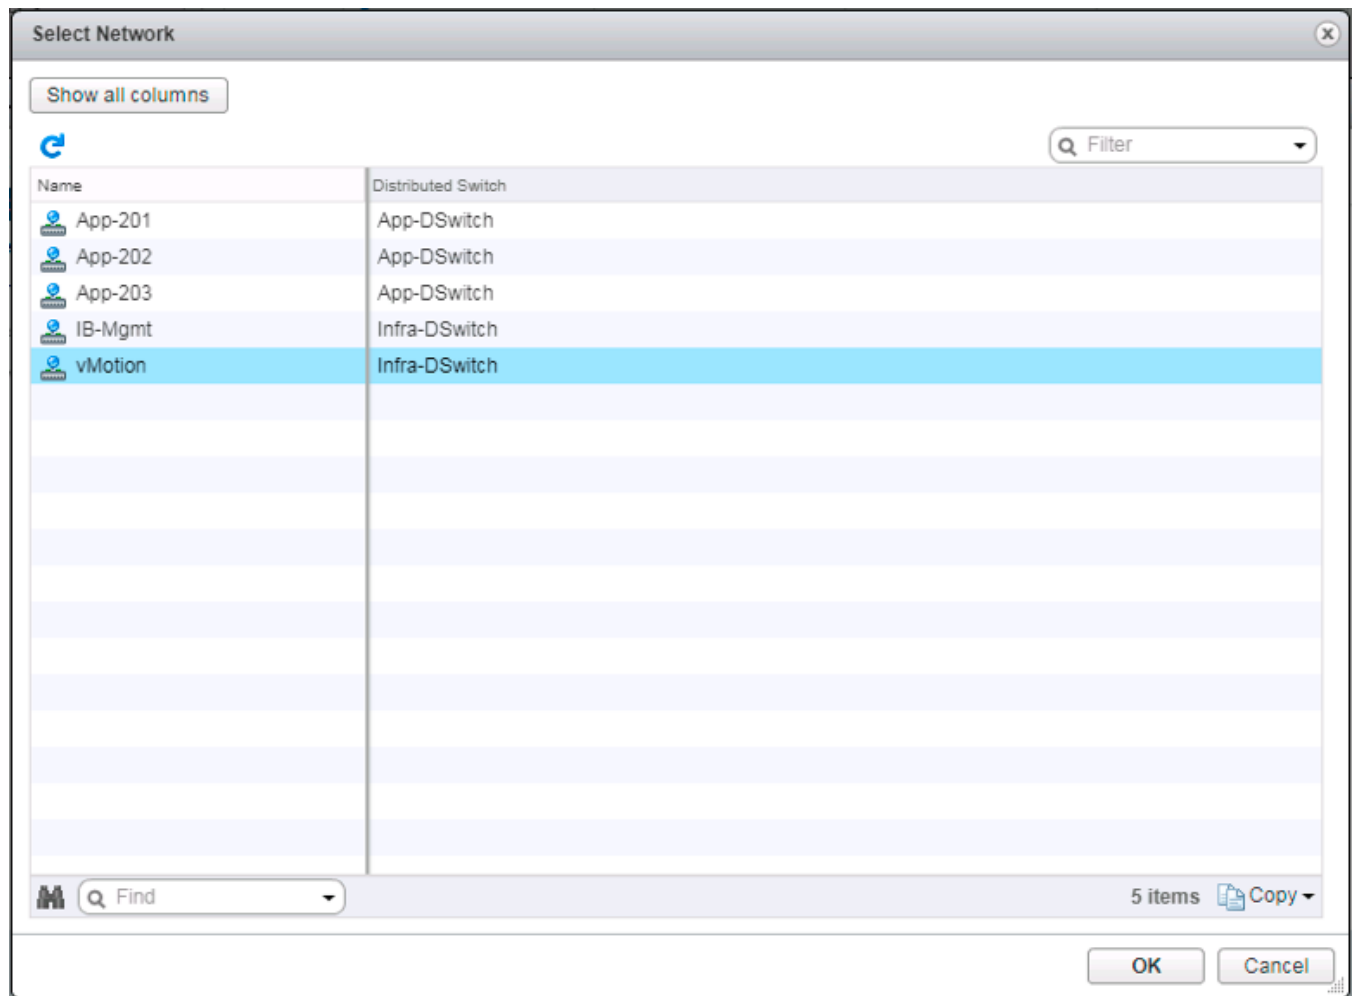 Select Network
Show all columns
Filter
Name Distributed Switch
App-201 App-DSwitch
App-202 App-DSwitch
App-203 App-DSwitch
IB-Mgmt Infra-DSwitch
vMotion Infra-DSwitch
Find 5 items Copy
OK Cancel